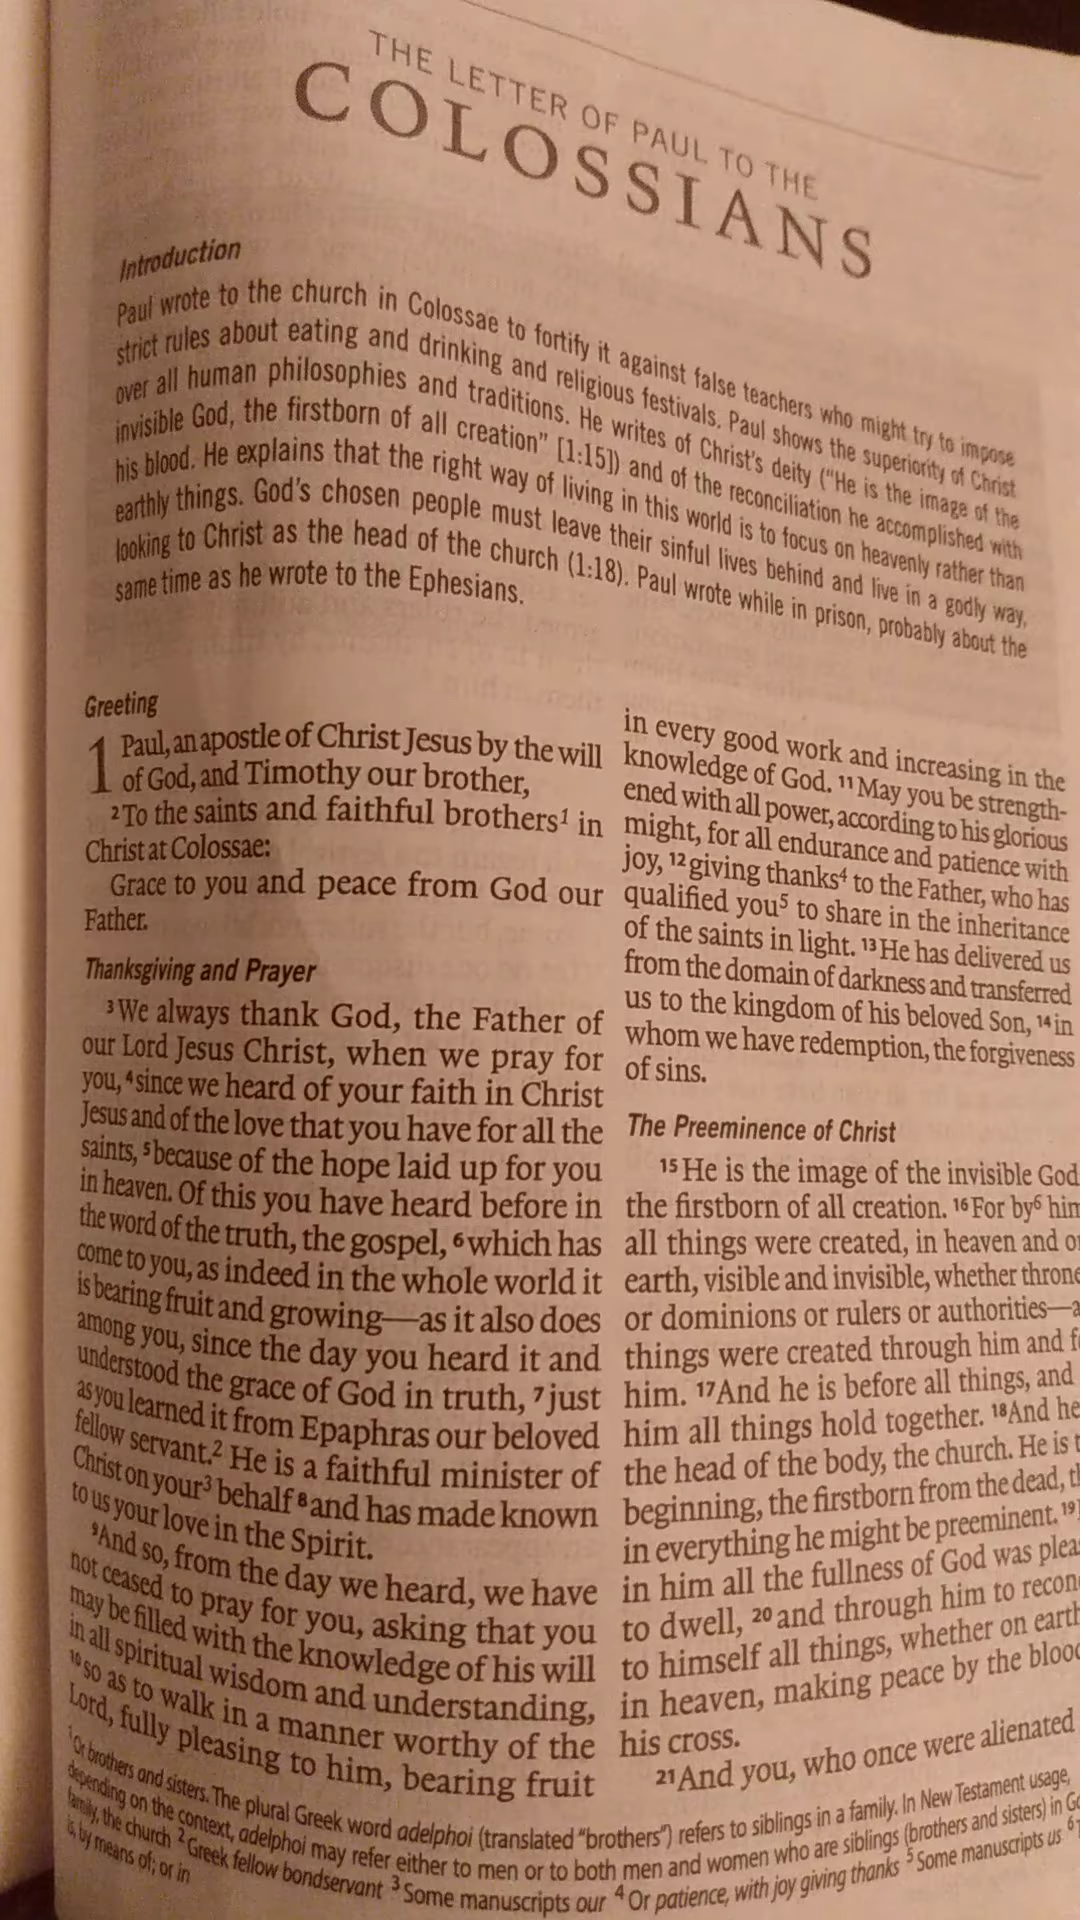 THE LETTER OF PAUL TO THE
COLOSSIANS
Introduction
Paul wrote to the church in Colossae to fortify it against false teachers who might try to impose
strict rules about eating and drinking and religious festivals. Paul shows the superiority of Christ
over all human philosophies and traditions. He writes of Christ's deity ("He is the image of the
invisible God, the firstborn of all creation" [1:15]) and of the reconciliation he accomplished with
his blood. He explains that the right way of living in this world is to focus on heavenly rather than
earthly things. God's chosen people must leave their sinful lives behind and live in a godly way,
looking to Christ as the head of the church (1:18). Paul wrote while in prison, probably about the
same time as he wrote to the Ephesians.
Greeting
1 Paul, an apostle of Christ Jesus by the will
of God, and Timothy our brother,
2 To the saints and faithful brothers1 in
Christ at Colossae:
Grace to you and peace from God our
Father.
Thanksgiving and Prayer
3 We always thank God, the Father of
our Lord Jesus Christ, when we pray for
you, 4 since we heard of your faith in Christ
Jesus and of the love that you have for all the
saints, 5 because of the hope laid up for you
in heaven. Of this you have heard before in
the word of the truth, the gospel, 6 which has
come to you, as indeed in the whole world it
is bearing fruit and growing—as it also does
among you, since the day you heard it and
understood the grace of God in truth, 7 just
as you learned it from Epaphras our beloved
fellow servant.2 He is a faithful minister of
Christ on your3 behalf 8 and has made known
to us your love in the Spirit.
9 And so, from the day we heard, we have
not ceased to pray for you, asking that you
may be filled with the knowledge of his will
in all spiritual wisdom and understanding,
10 so as to walk in a manner worthy of the
Lord, fully pleasing to him, bearing fruit
in every good work and increasing in the
knowledge of God. 11 May you be strength-
ened with all power, according to his glorious
might, for all endurance and patience with
joy, 12 giving thanks4 to the Father, who has
qualified you5 to share in the inheritance
of the saints in light. 13 He has delivered us
from the domain of darkness and transferred
us to the kingdom of his beloved Son, 14 in
whom we have redemption, the forgiveness
of sins.
The Preeminence of Christ
15 He is the image of the invisible God
the firstborn of all creation. 16 For by6 him
all things were created, in heaven and o
earth, visible and invisible, whether throne
or dominions or rulers or authorities—a
things were created through him and f
him. 17 And he is before all things, and
him all things hold together. 18 And he
the head of the body, the church. He is t
beginning, the firstborn from the dead, th
in everything he might be preeminent. 19
in him all the fullness of God was plea
to dwell, 20 and through him to recon
to himself all things, whether on earth
in heaven, making peace by the blood
his cross.
21 And you, who once were alienated
1 Or brothers and sisters. The plural Greek word adelphoi (translated "brothers") refers to siblings in a family. In New Testament usage,
depending on the context, adelphoi may refer either to men or to both men and women who are siblings (brothers and sisters) in Go
family, the church 2 Greek fellow bondservant 3 Some manuscripts our 4 Or patience, with joy giving thanks 5 Some manuscripts us 6
is, by means of; or in